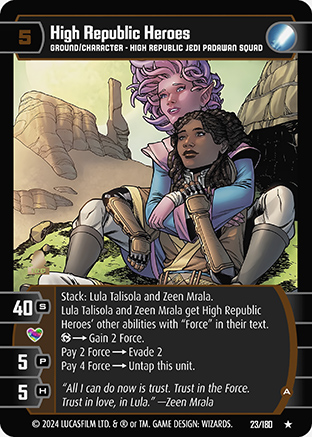 5
High Republic Heroes
GROUND/CHARACTER - HIGH REPUBLIC JEDI PADAWAN SQUAD
40 S
5 P
5 H
Stack: Lula Talisola and Zeen Mrala.
Lula Talisola and Zeen Mrala get High Republic
Heroes’ other abilities with “Force” in their text.
→ Gain 2 Force.
Pay 2 Force → Evade 2
Pay 4 Force → Untap this unit.
“All I can do now is trust. Trust in the Force.
Trust in love, in Lula.” —Zeen Mrala
A
© 2024 LUCASFILM LTD. & ® OR TM. GAME DESIGN: WIZARDS.
23/180 ★